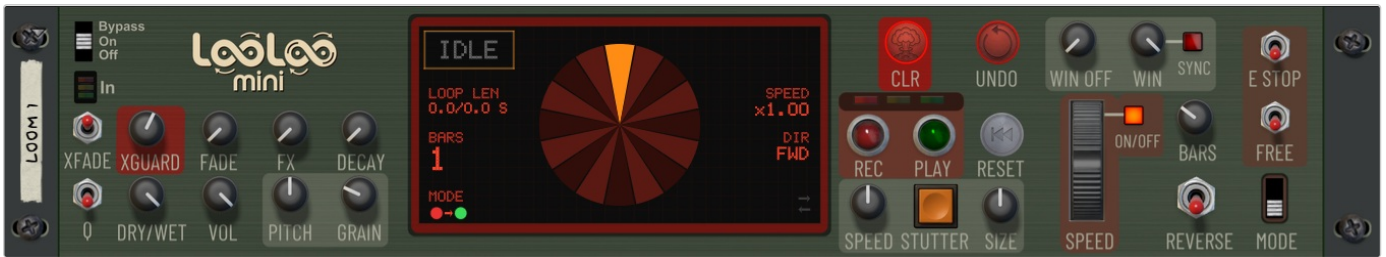 LOOM 1
Bypass
On
Off
In
LooLoo
mini
XFADE
XGUARD
FADE
FX
DECAY
Q
DRY/WET
VOL
PITCH
GRAIN
IDLE
LOOP LEN
0.0/0.0 S
BARS
1
MODE
SPEED
x1.00
DIR
FWD
CLR
UNDO
REC
PLAY
RESET
SPEED
STUTTER
SIZE
WIN OFF
WIN
SYNC
E STOP
ON/OFF
BARS
FREE
SPEED
REVERSE
MODE